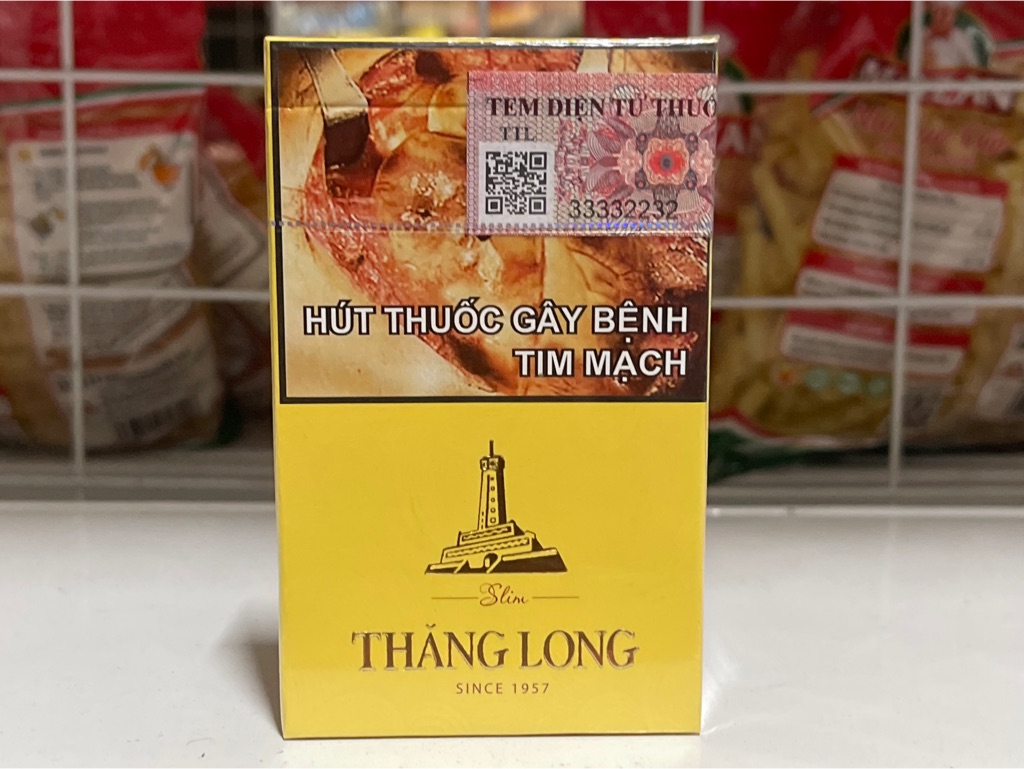 TEM ĐIỆN TỬ THUỐ
TTL
33332232
HÚT THUỐC GÂY BỆNH
TIM MẠCH
Slim
THĂNG LONG
SINCE 1957